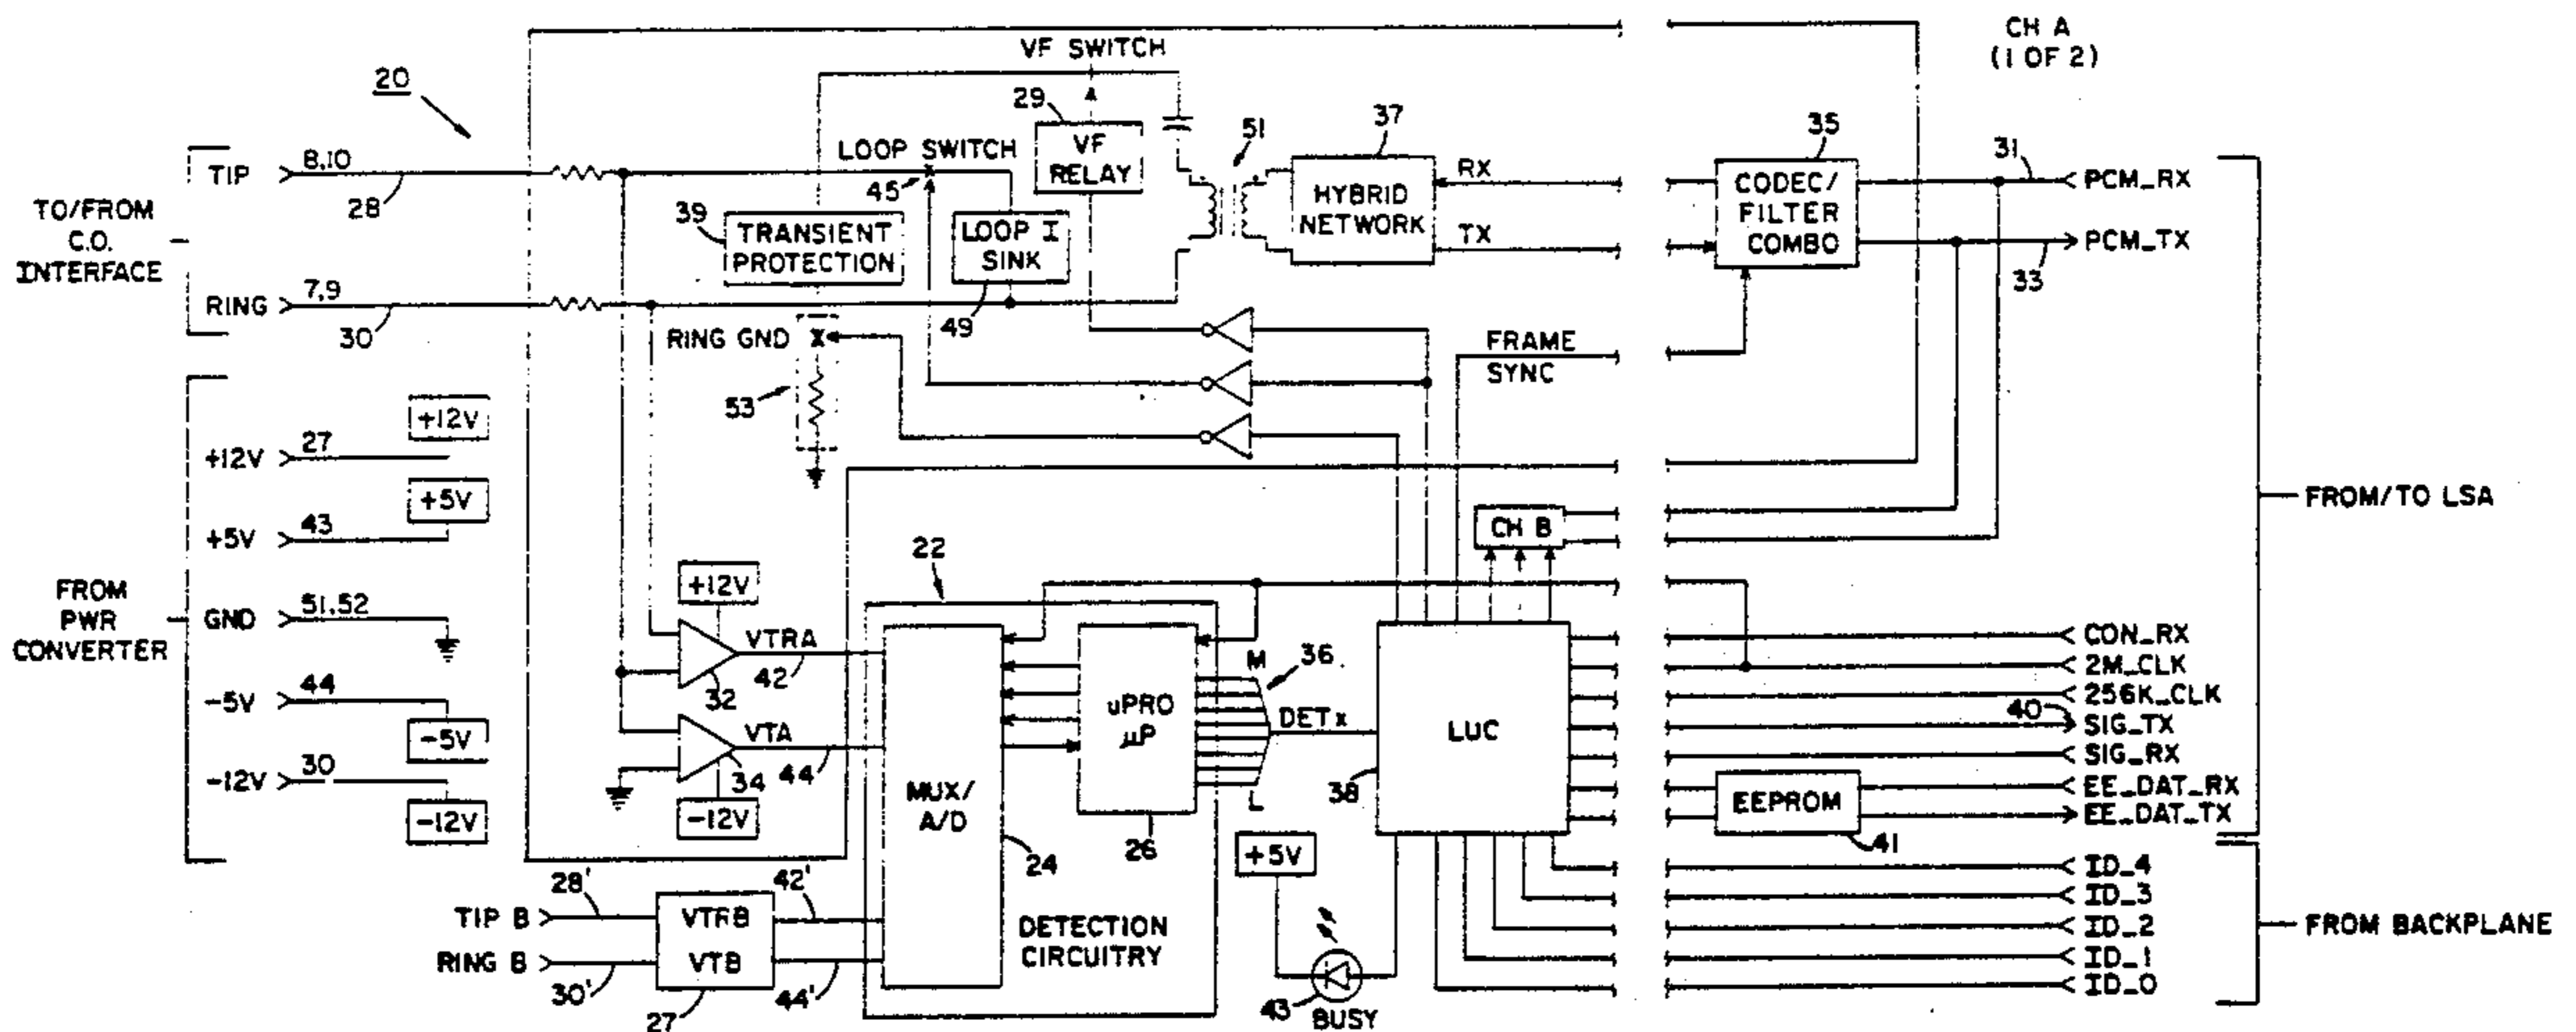 CH A
(1 OF 2)
20
VF SWITCH
29
VF
RELAY
51
37
HYBRID
NETWORK
RX
TX
35
CODEC/
FILTER
COMBO
31
PCM_RX
PCM_TX
33
TO/FROM
C.O.
INTERFACE
TIP
8,10
28
RING
7,9
30
LOOP SWITCH
45
39
TRANSIENT
PROTECTION
LOOP I
SINK
49
RING GND
53
FRAME
SYNC
FROM/TO LSA
FROM
PWR
CONVERTER
+12V
27
+12V
+5V
43
+5V
GND
51,52
-5V
44
-5V
-12V
30
-12V
CH B
22
+12V
VTRA
42
32
VTA
44
34
-12V
MUX/
A/D
24
uPRO
μP
26
M
36
L
DETx
LUC
38
CON_RX
2M_CLK
256K_CLK
40
SIG_TX
SIG_RX
EEPROM
41
EE_DAT_RX
EE_DAT_TX
+5V
43
BUSY
ID_4
ID_3
ID_2
ID_1
ID_0
FROM BACKPLANE
TIP B
28'
RING B
30'
VTRB
VTB
27
42'
44'
DETECTION
CIRCUITRY